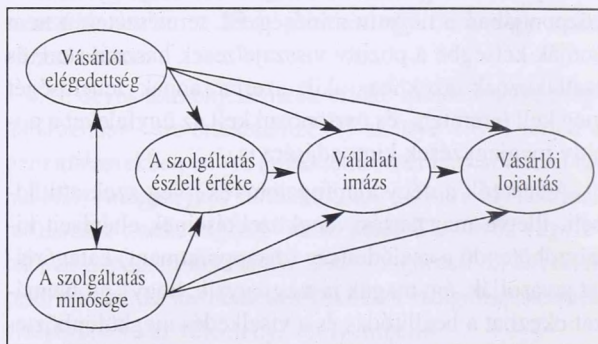 Vásárlói
elégedettség
A szolgáltatás
észlelt értéke
Vállalati
imázs
Vásárlói
lojalitás
A szolgáltatás
minősége